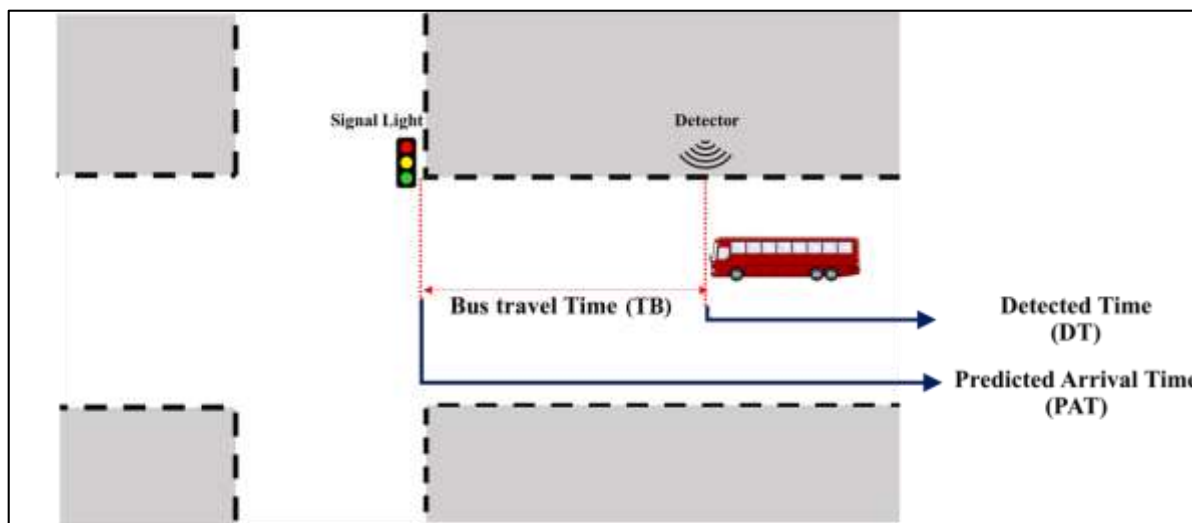 Signal Light
Detector
Bus travel Time (TB)
Detected Time
(DT)
Predicted Arrival Time
(PAT)